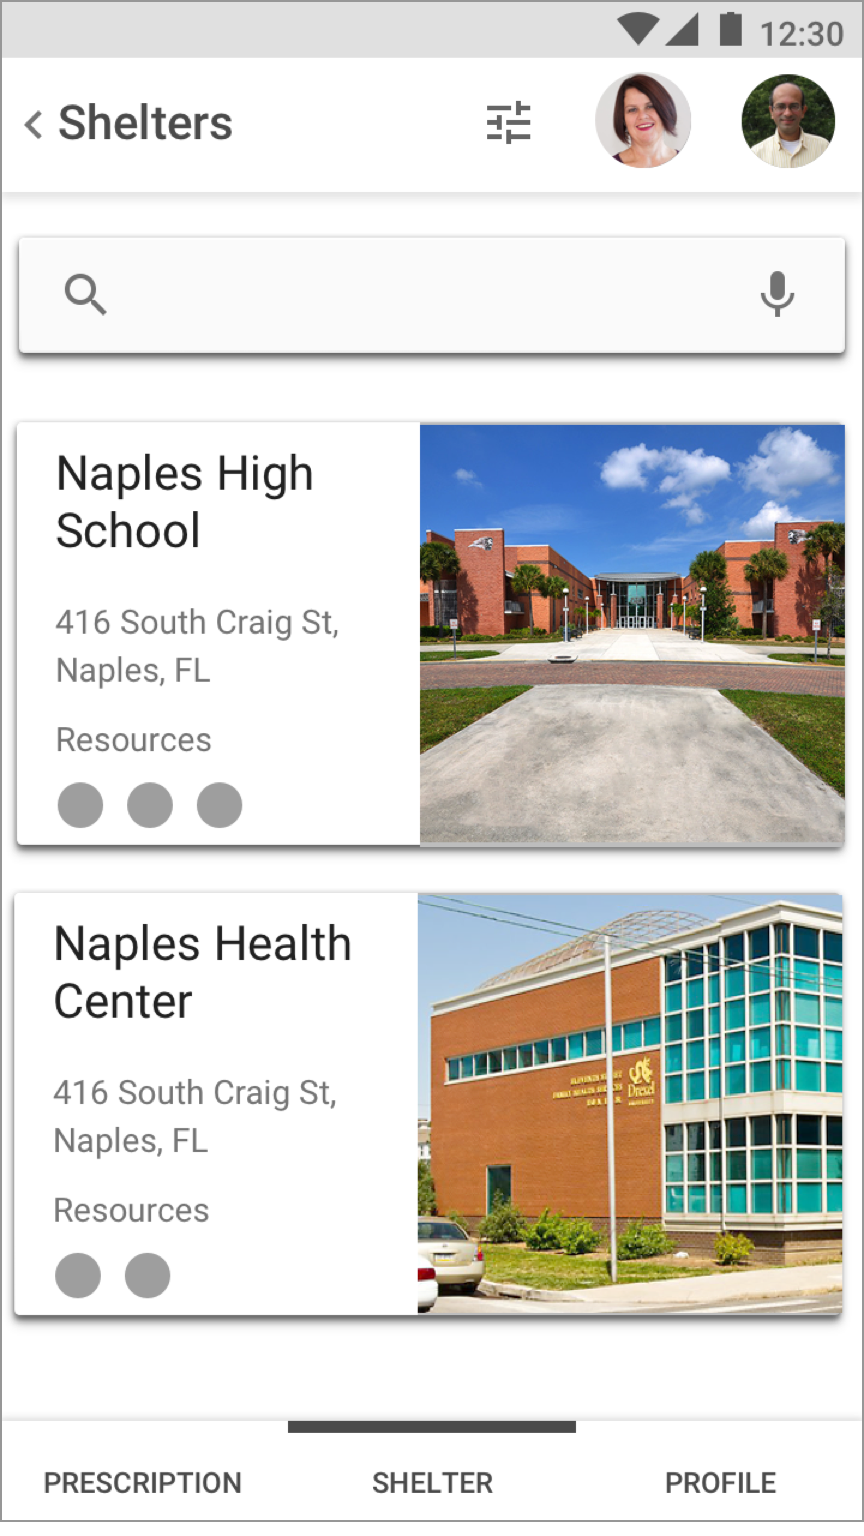 12:30
Shelters
Naples High
School
416 South Craig St,
Naples, FL
Resources
Naples Health
Center
416 South Craig St,
Naples, FL
Resources
Drexel
UNIVERSITY
PRESCRIPTION
SHELTER
PROFILE